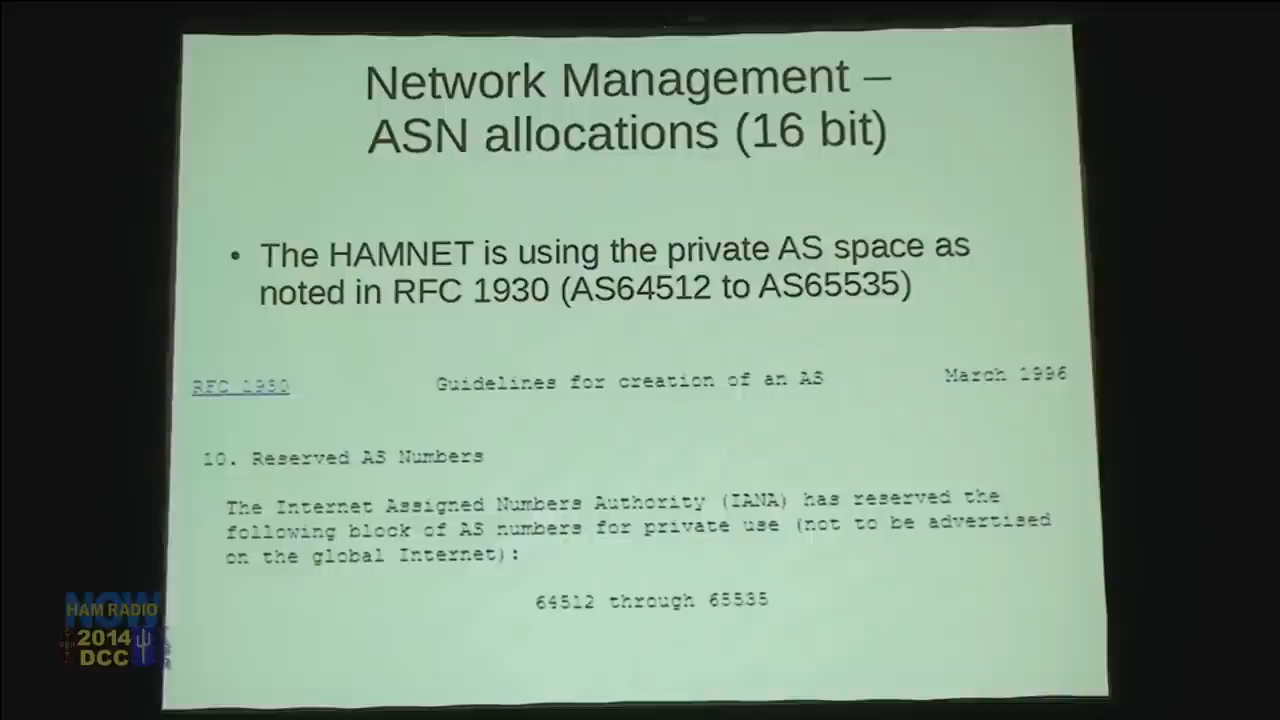 Network Management –
ASN allocations (16 bit)
• The HAMNET is using the private AS space as
noted in RFC 1930 (AS64512 to AS65535)
RFC 1930 Guidelines for creation of an AS March 1996
10. Reserved AS Numbers
The Internet Assigned Numbers Authority (IANA) has reserved the
following block of AS numbers for private use (not to be advertised
on the global Internet):
64512 through 65535
NOW
HAM RADIO
2014
DCC